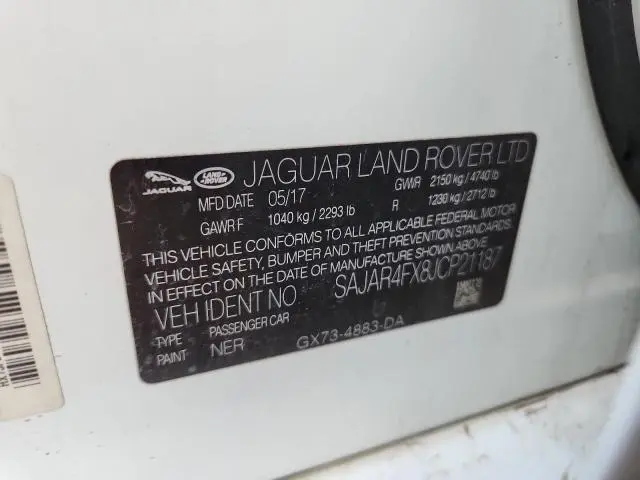 JAGUAR LAND ROVER JAGUAR LAND ROVER LTD
MFD DATE 05/17 GVWR 2150 kg / 4740 lb
GAWR F 1040 kg / 2293 lb R 1230 kg / 2712 lb
THIS VEHICLE CONFORMS TO ALL APPLICABLE FEDERAL MOTOR
VEHICLE SAFETY, BUMPER AND THEFT PREVENTION STANDARDS
IN EFFECT ON THE DATE OF MANUFACTURE SHOWN ABOVE.
VEH IDENT NO. SAJAR4FX8JCP21187
TYPE PASSENGER CAR
PAINT NER GX73-4883-DA